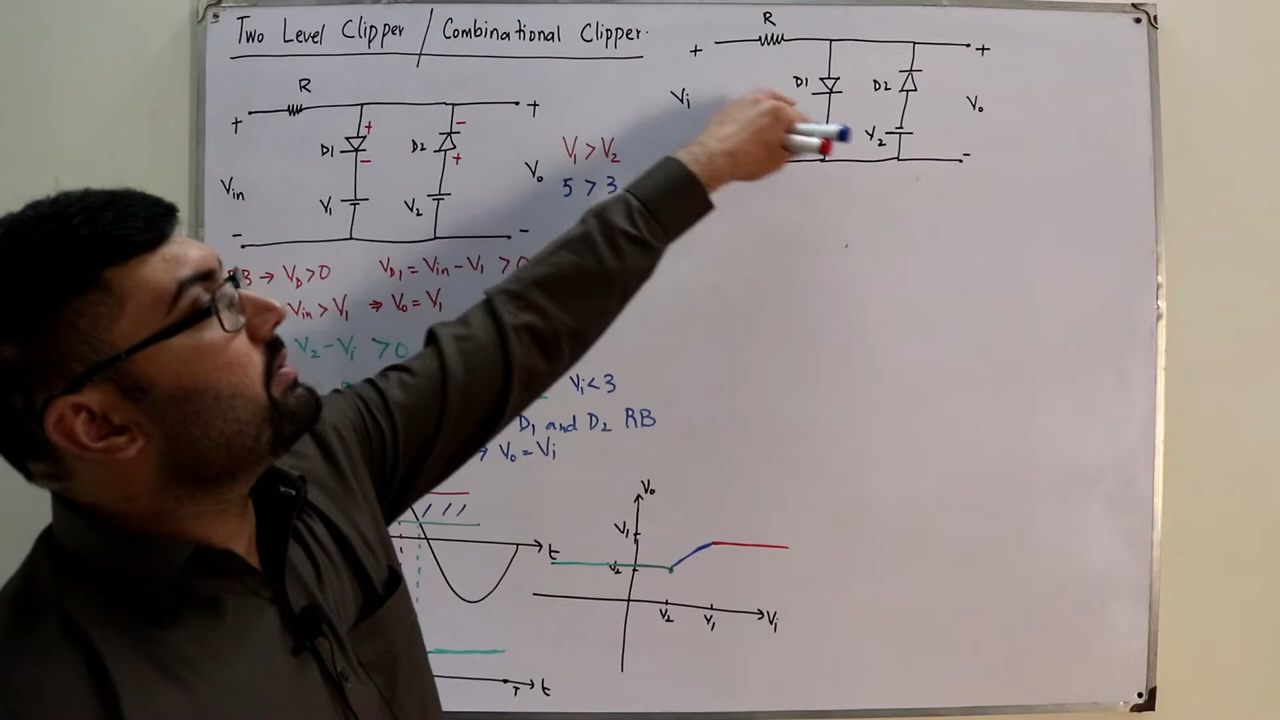 Two Level Clipper / Combinational Clipper.
R
+ +
D1 + - D2 - +
Vin V1 V2 Vo
- -
V1 > V2
5 > 3
B → VD>0 VD1 = Vin - V1 > 0
Vin > V1 ⇒ Vo = V1
V2 - Vi > 0
Vi < 3
D1 and D2 RB
→ Vo = Vi
t
T t
Vo
V1
V2
V2 V1 Vi
R
+ +
D1 D2
Vi V2 Vo
-